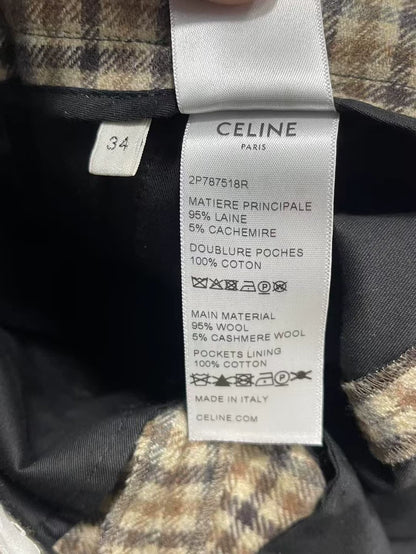 34
CELINE
PARIS
2P787518R
MATIERE PRINCIPALE
95% LAINE
5% CACHEMIRE
DOUBLURE POCHES
100% COTON
MAIN MATERIAL
95% WOOL
5% CASHMERE WOOL
POCKETS LINING
100% COTTON
MADE IN ITALY
CELINE.COM